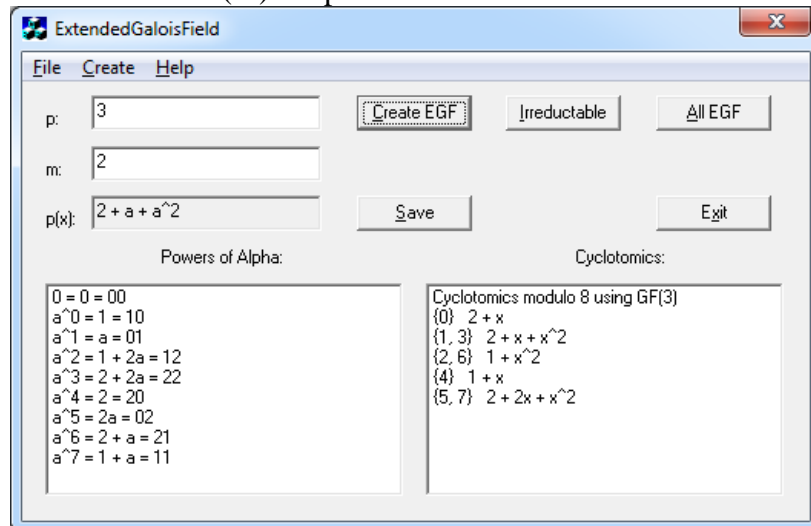 ExtendedGaloisField
File Create Help
p: 3 Create EGF Irreductable All EGF
m: 2
p(x): 2 + a + a^2 Save Exit
Powers of Alpha: Cyclotomics:
0 = 0 = 00
a^0 = 1 = 10
a^1 = a = 01
a^2 = 1 + 2a = 12
a^3 = 2 + 2a = 22
a^4 = 2 = 20
a^5 = 2a = 02
a^6 = 2 + a = 21
a^7 = 1 + a = 11
Cyclotomics modulo 8 using GF(3)
{0} 2 + x
{1, 3} 2 + x + x^2
{2, 6} 1 + x^2
{4} 1 + x
{5, 7} 2 + 2x + x^2